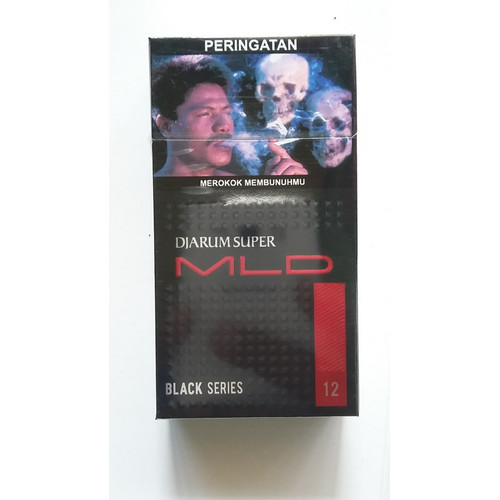 PERINGATAN
MEROKOK MEMBUNUHMU
DJARUM SUPER
MLD
BLACK SERIES
12